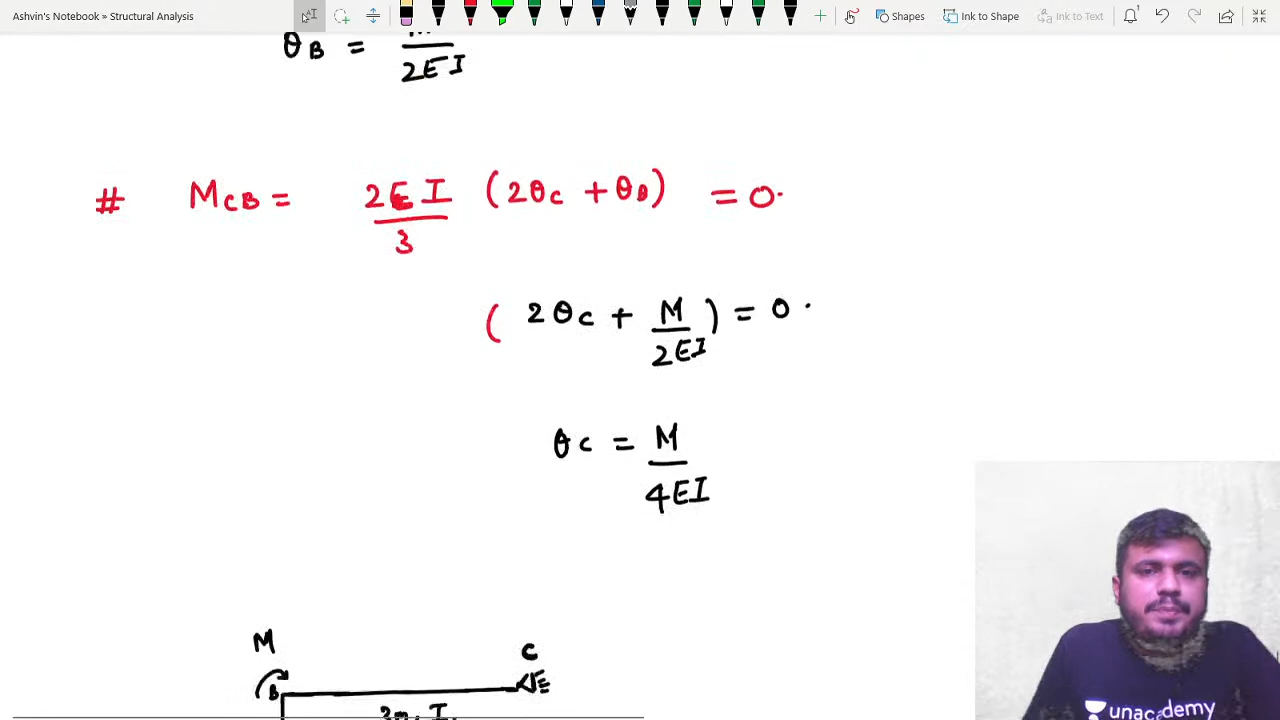 Ashvin's Notebook » Structural Analysis
Shapes
Ink to Shape
Ink to Text
θB = M/2EI
# MCB = 2EI/3 (2θC + θB) = 0.
(2θC + M/2EI) = 0.
θC = M/4EI
M
C
B
3m, I,
unacademy